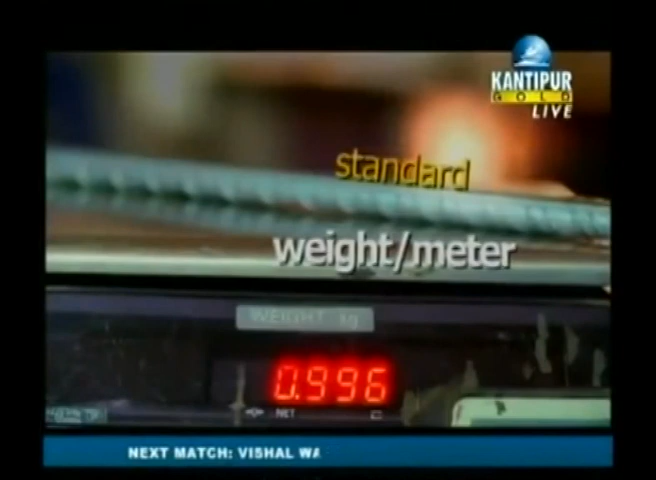 KANTIPUR
GOLD
LIVE
standard
weight/meter
WEIGHT kg
0.996
NET
NEXT MATCH: VISHAL WA